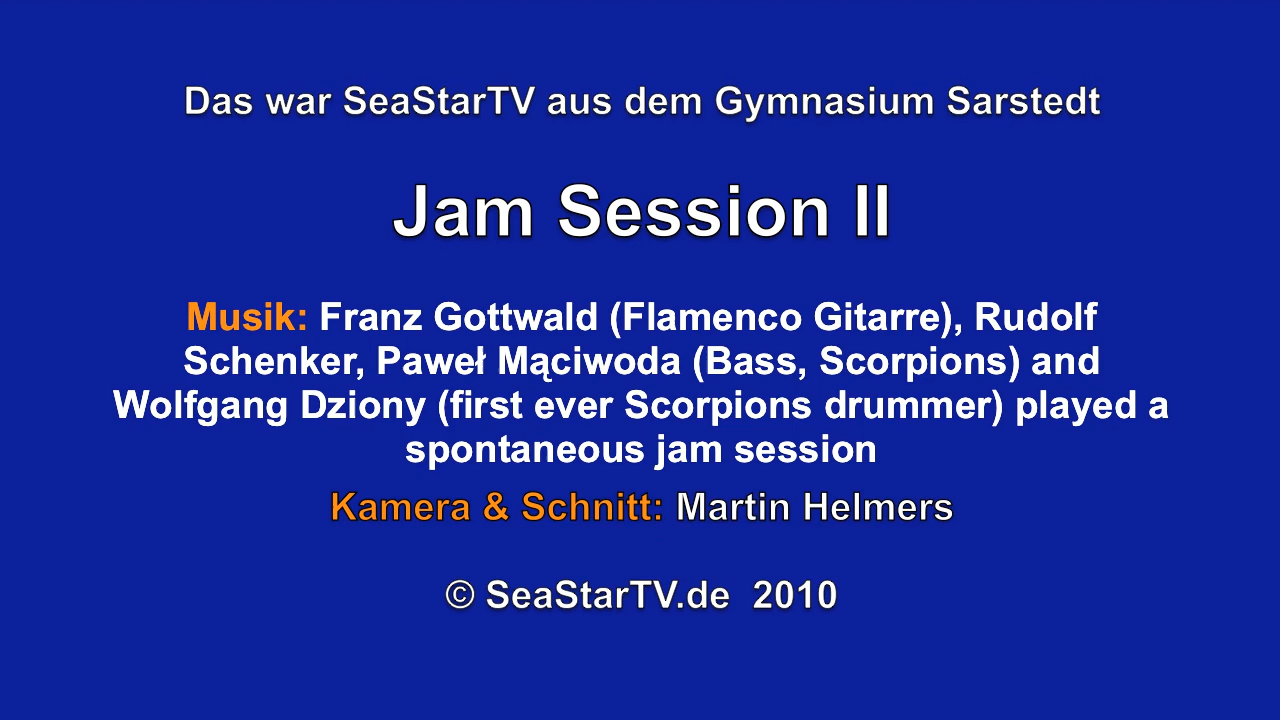 Das war SeaStarTV aus dem Gymnasium Sarstedt
Jam Session II
Musik: Franz Gottwald (Flamenco Gitarre), Rudolf
Schenker, Paweł Mąciwoda (Bass, Scorpions) and
Wolfgang Dziony (first ever Scorpions drummer) played a
spontaneous jam session
Kamera & Schnitt: Martin Helmers
© SeaStarTV.de 2010